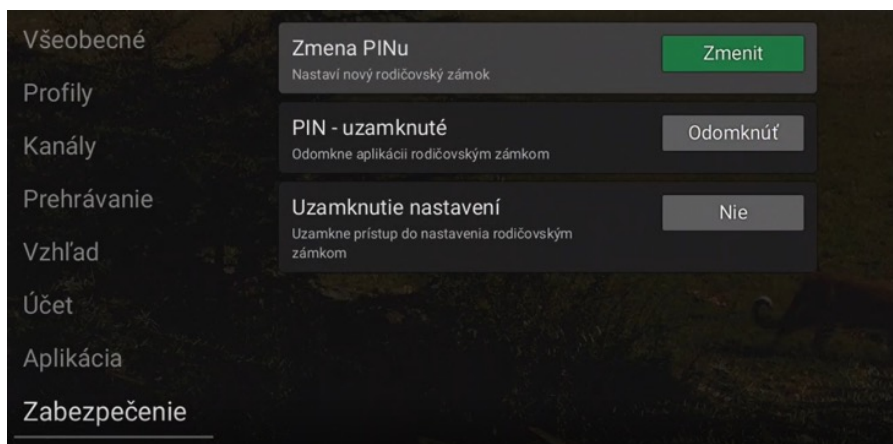 Všeobecné
Profily
Kanály
Prehrávanie
Vzhľad
Účet
Aplikácia
Zabezpečenie
Zmena PINu
Nastaví nový rodičovský zámok
Zmenit
PIN - uzamknuté
Odomkne aplikácii rodičovským zámkom
Odomknúť
Uzamknutie nastavení
Uzamkne prístup do nastavenia rodičovským
zámkom
Nie